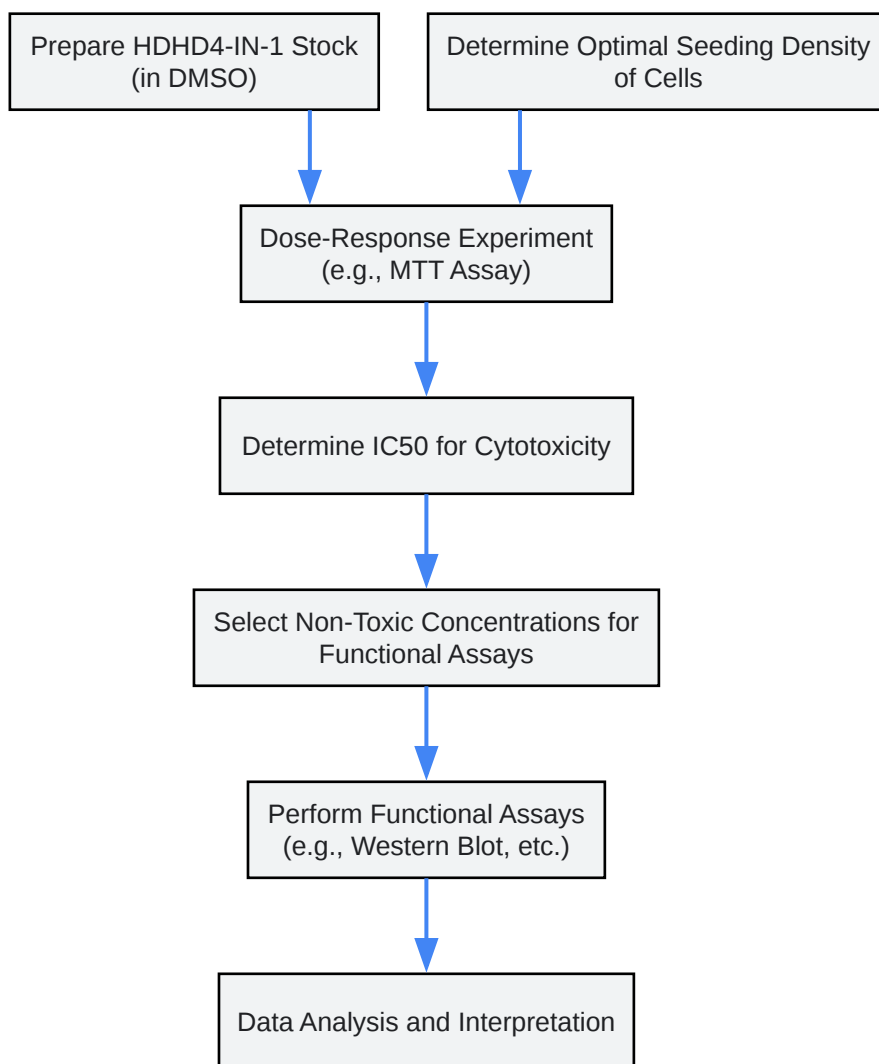 Prepare HDHD4-IN-1 Stock
(in DMSO)
Determine Optimal Seeding Density
of Cells
Dose-Response Experiment
(e.g., MTT Assay)
Determine IC50 for Cytotoxicity
Select Non-Toxic Concentrations for
Functional Assays
Perform Functional Assays
(e.g., Western Blot, etc.)
Data Analysis and Interpretation